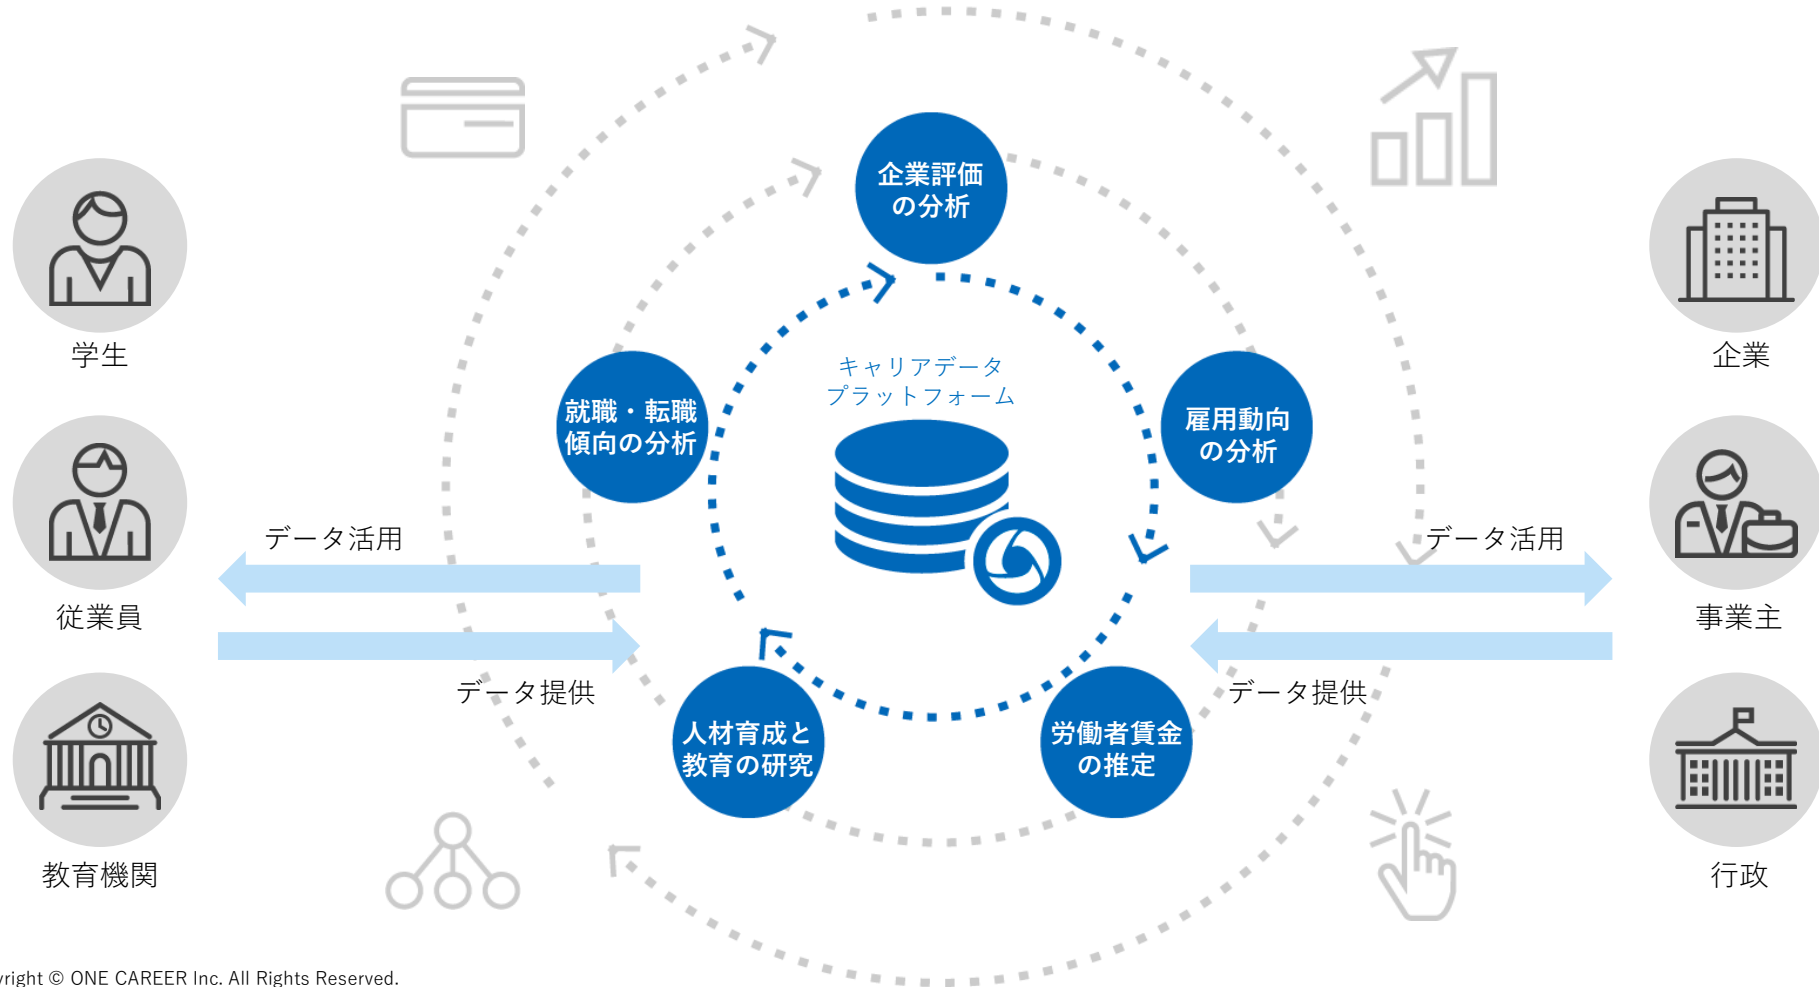 企業評価
の分析
学生
企業
キャリアデータ
プラットフォーム
就職・転職
傾向の分析
雇用動向
の分析
データ活用
データ活用
従業員
事業主
データ提供
データ提供
人材育成と
教育の研究
労働者賃金
の推定
教育機関
行政
yright © ONE CAREER Inc. All Rights Reserved.